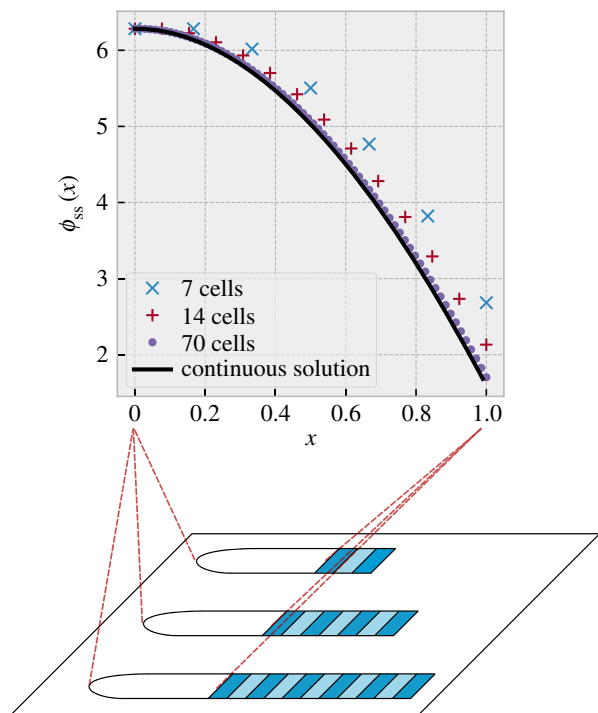 6
5
4
3
2
ϕss (x)
7 cells
14 cells
70 cells
continuous solution
0 0.2 0.4 0.6 0.8 1.0
x